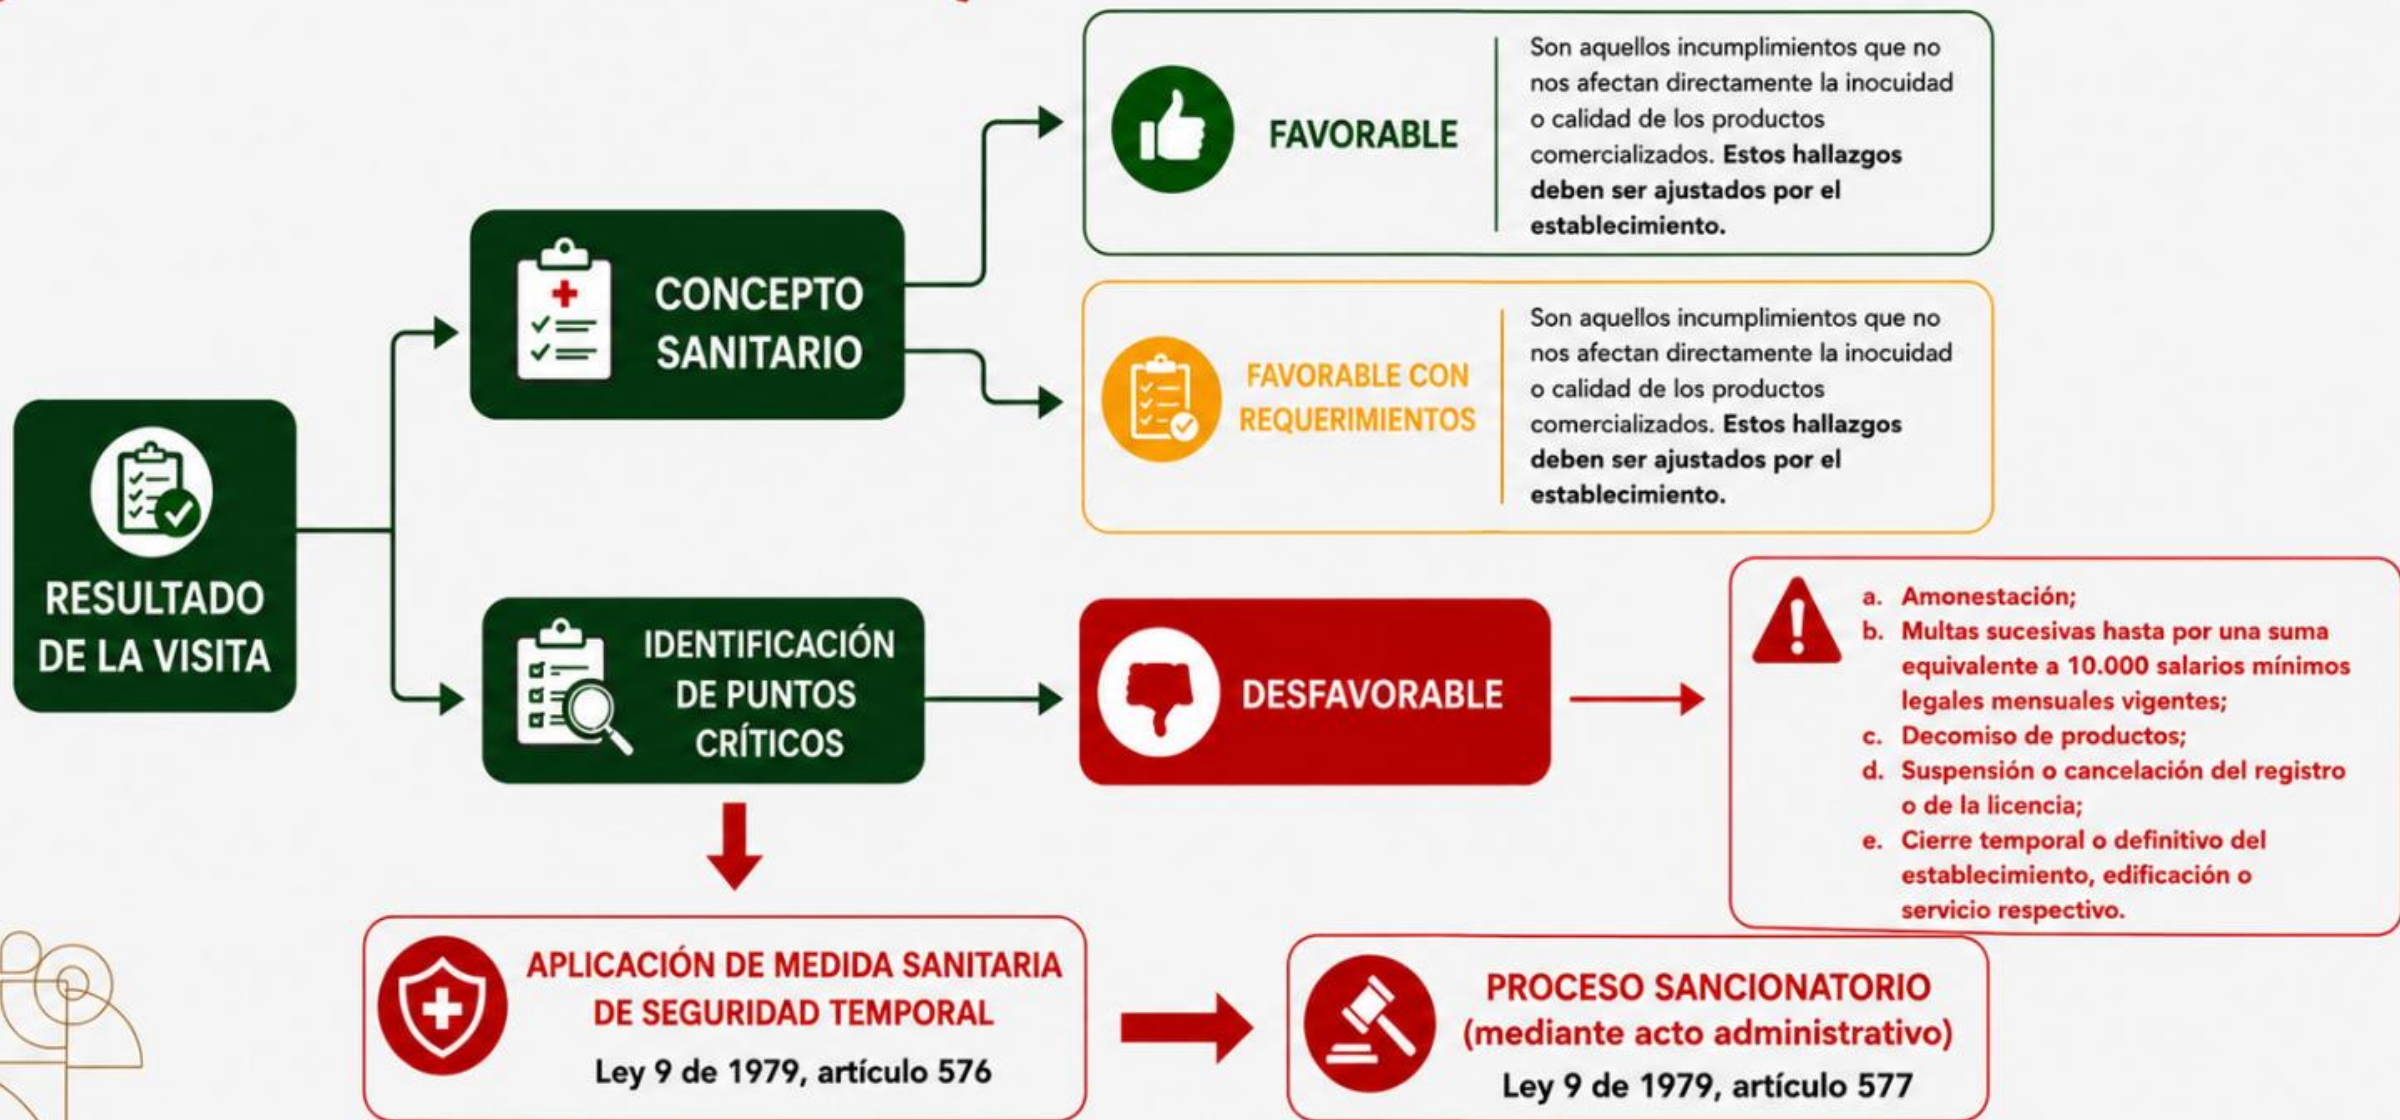 RESULTADO
DE LA VISITA
CONCEPTO
SANITARIO
FAVORABLE
Son aquellos incumplimientos que no
nos afectan directamente la inocuidad
o calidad de los productos
comercializados. Estos hallazgos
deben ser ajustados por el
establecimiento.
FAVORABLE CON
REQUERIMIENTOS
Son aquellos incumplimientos que no
nos afectan directamente la inocuidad
o calidad de los productos
comercializados. Estos hallazgos
deben ser ajustados por el
establecimiento.
IDENTIFICACIÓN
DE PUNTOS
CRÍTICOS
DESFAVORABLE
a. Amonestación;
b. Multas sucesivas hasta por una suma
equivalente a 10.000 salarios mínimos
legales mensuales vigentes;
c. Decomiso de productos;
d. Suspensión o cancelación del registro
o de la licencia;
e. Cierre temporal o definitivo del
establecimiento, edificación o
servicio respectivo.
APLICACIÓN DE MEDIDA SANITARIA
DE SEGURIDAD TEMPORAL
Ley 9 de 1979, artículo 576
PROCESO SANCIONATORIO
(mediante acto administrativo)
Ley 9 de 1979, artículo 577